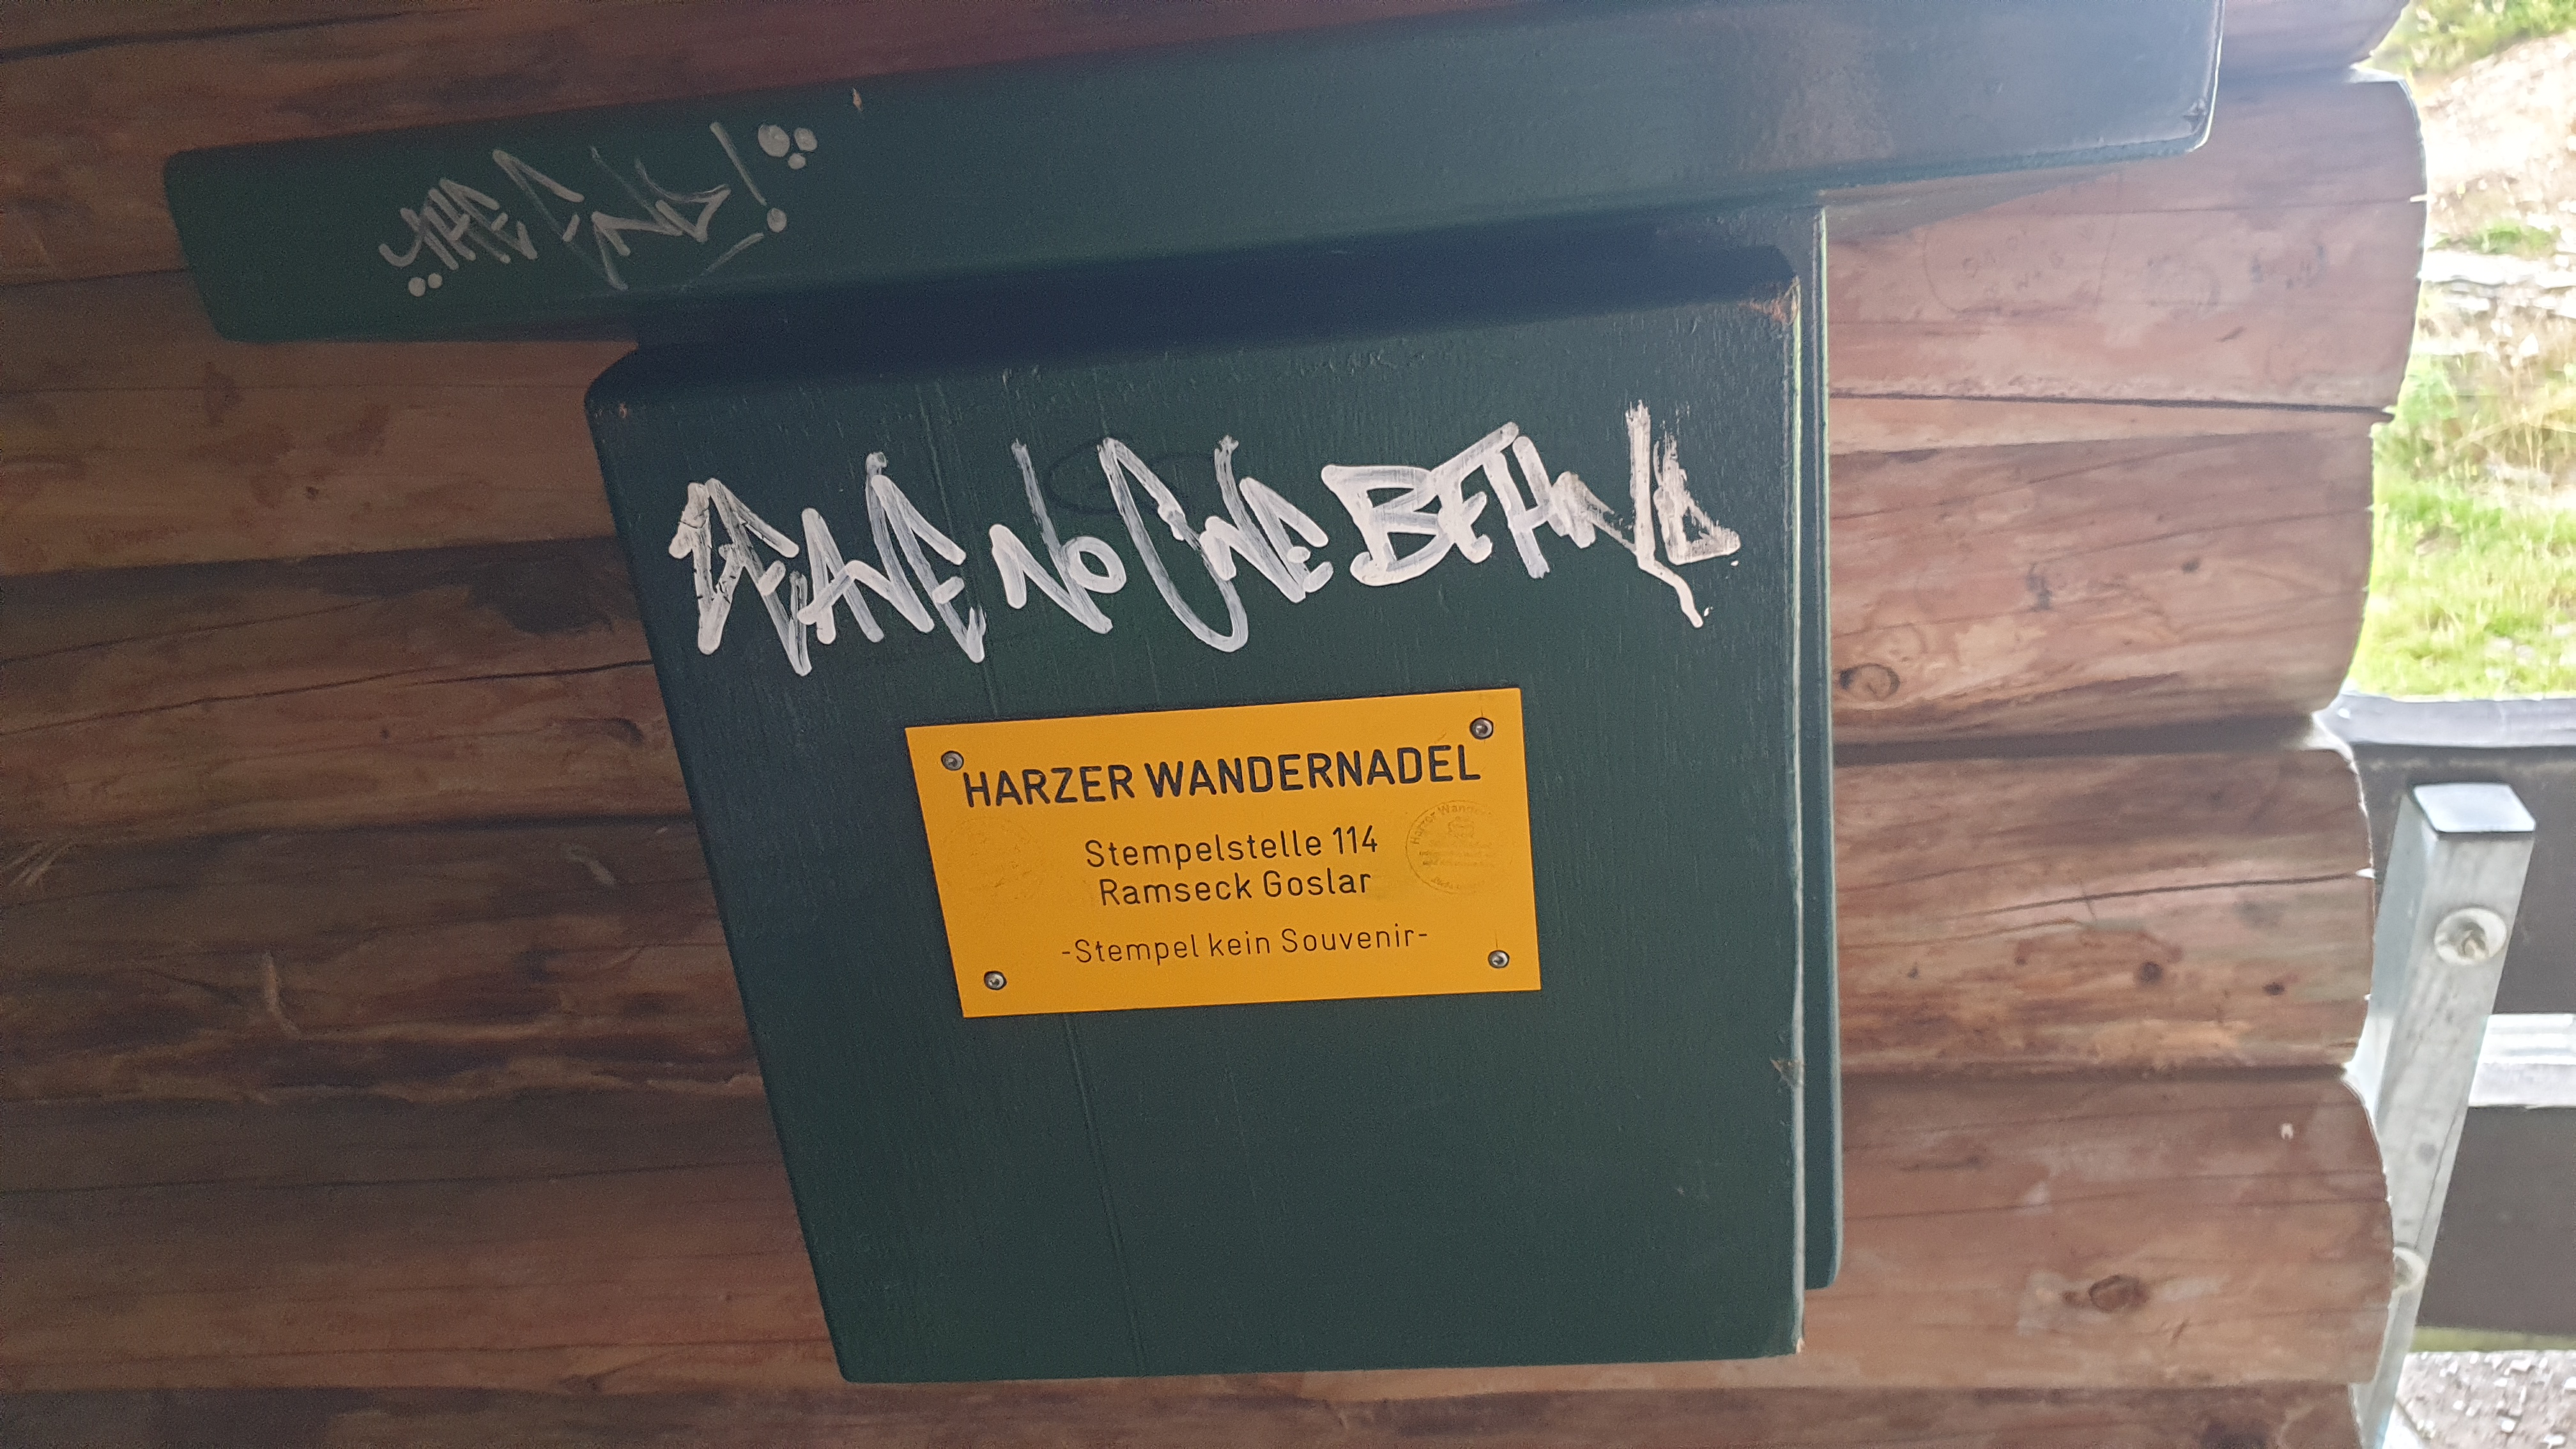 THE END!
LEAVE NO ONE BEHIND
HARZER WANDERNADEL
Stempelstelle 114
Ramseck Goslar
-Stempel kein Souvenir-